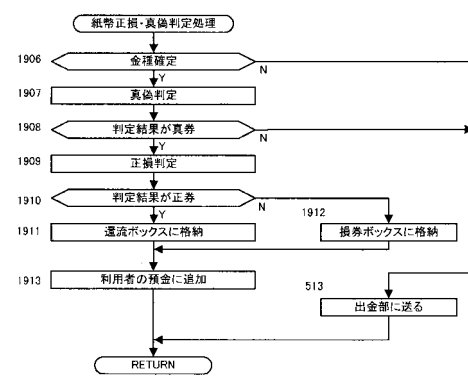 紙幣正損・真偽判定処理
1906
金種確定
N
Y
1907
真偽判定
1908
判定結果が真券
N
Y
1909
正損判定
1910
判定結果が正券
N
Y
1912
1911
還流ボックスに格納
損券ボックスに格納
1913
利用者の預金に追加
513
出金部に送る
RETURN